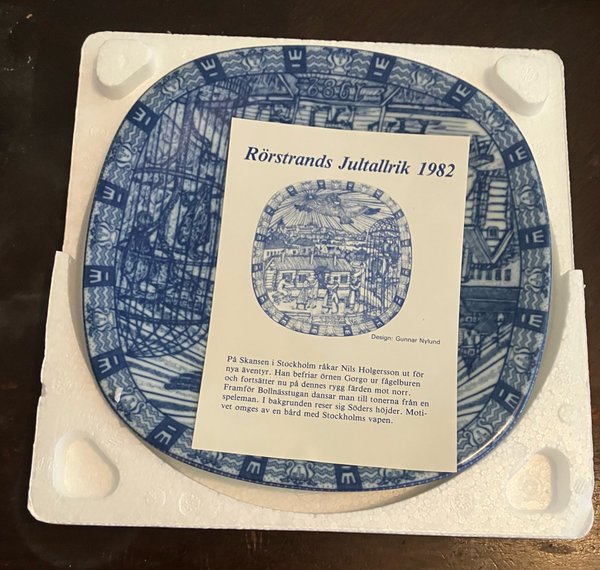 Rörstrands Jultallrik 1982
Design: Gunnar Nylund
På Skansen i Stockholm råkar Nils Holgersson ut för
nya äventyr. Han befriar örnen Gorgo ur fågelburen
och fortsätter nu på dennes rygg färden mot norr.
Framför Bollnässtugan dansar man till tonerna från en
speleman. I bakgrunden reser sig Söders höjder. Moti-
vet omges av en bård med Stockholms vapen.